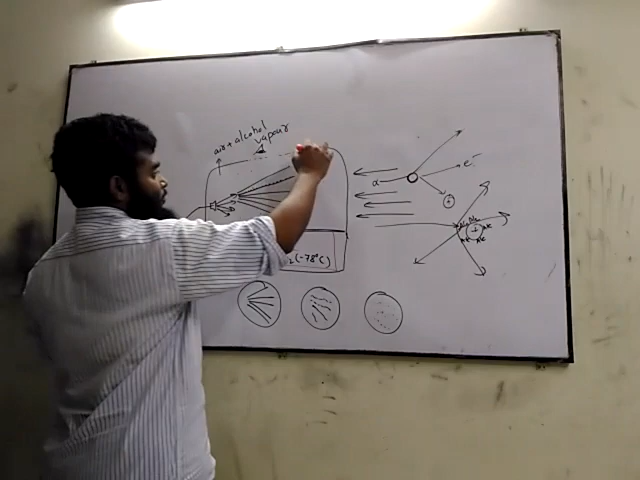 air + alcohol
vapour
α
e⁻
+
(-78°C)